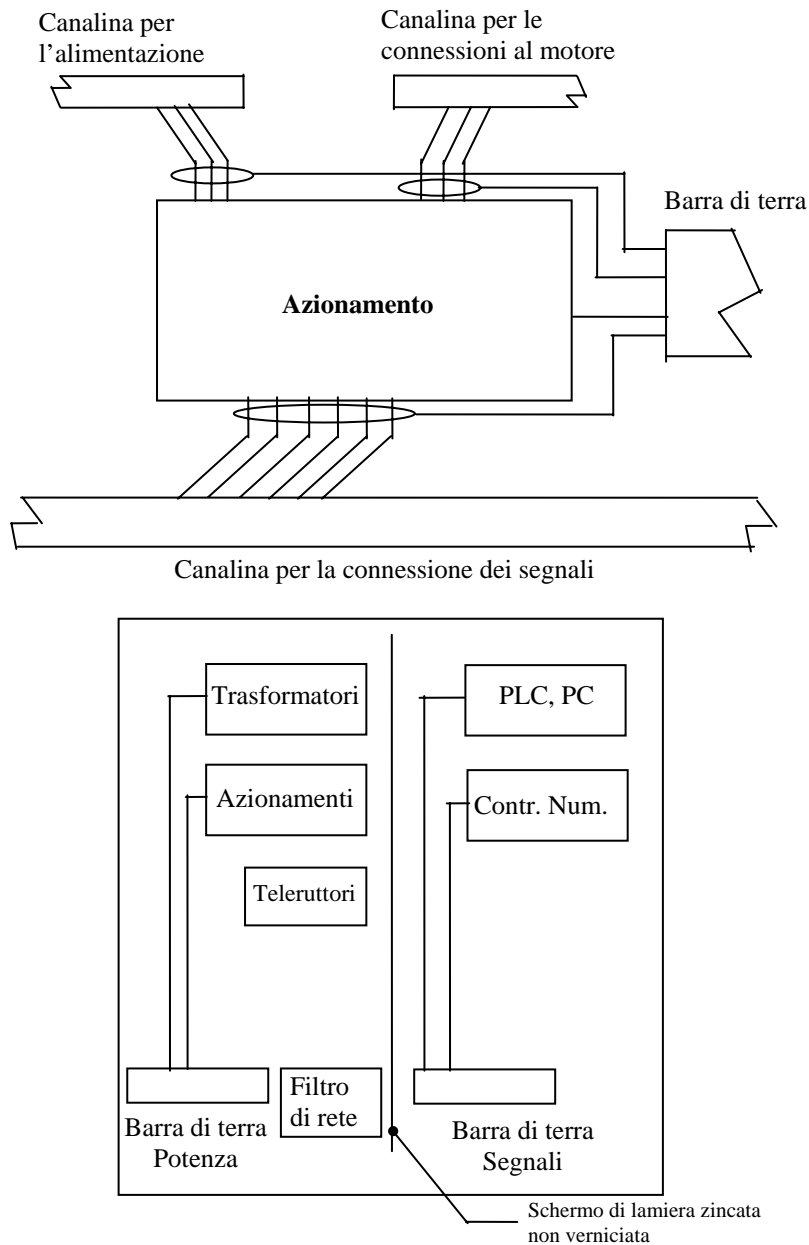 Canalina per
l’alimentazione
Canalina per le
connessioni al motore
Barra di terra
Azionamento
Canalina per la connessione dei segnali
Trasformatori
PLC, PC
Azionamenti
Contr. Num.
Teleruttori
Filtro
di rete
Barra di terra
Potenza
Barra di terra
Segnali
Schermo di lamiera zincata
non verniciata